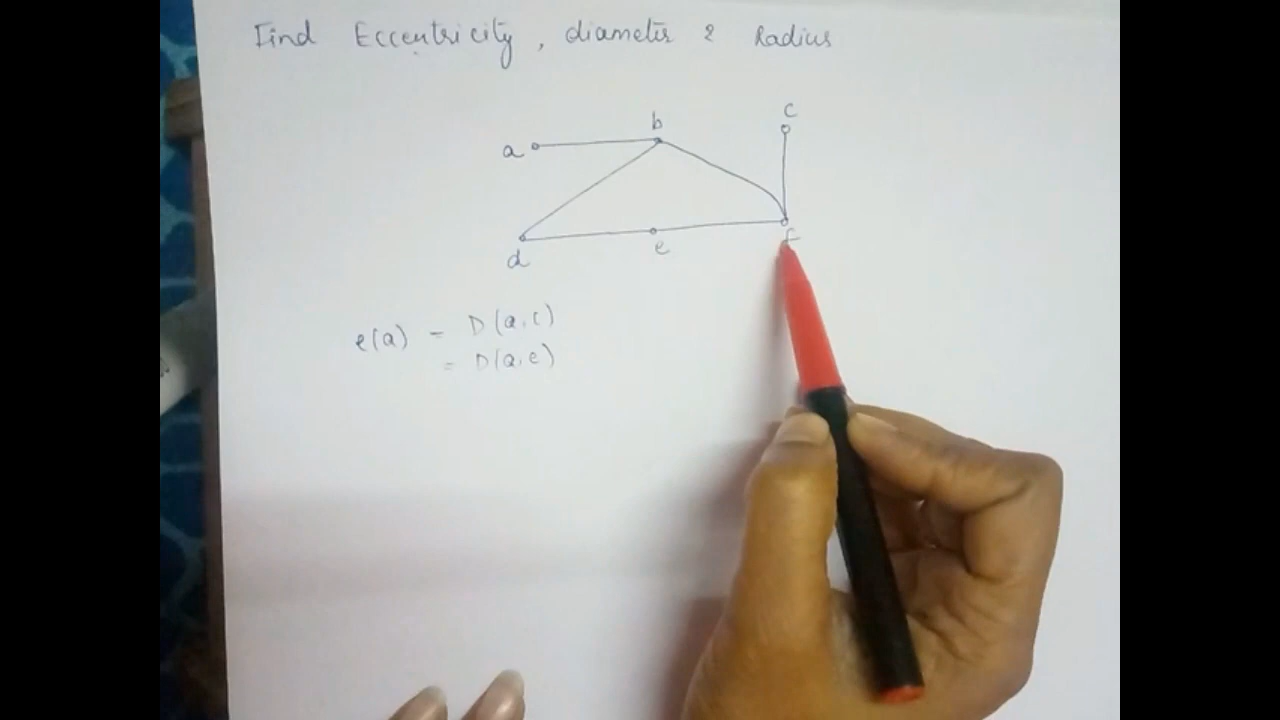 Find Eccentricity, diameter & Radius
c
b
a
f
e
d
e(a) = D(a,c)
= D(a,e)